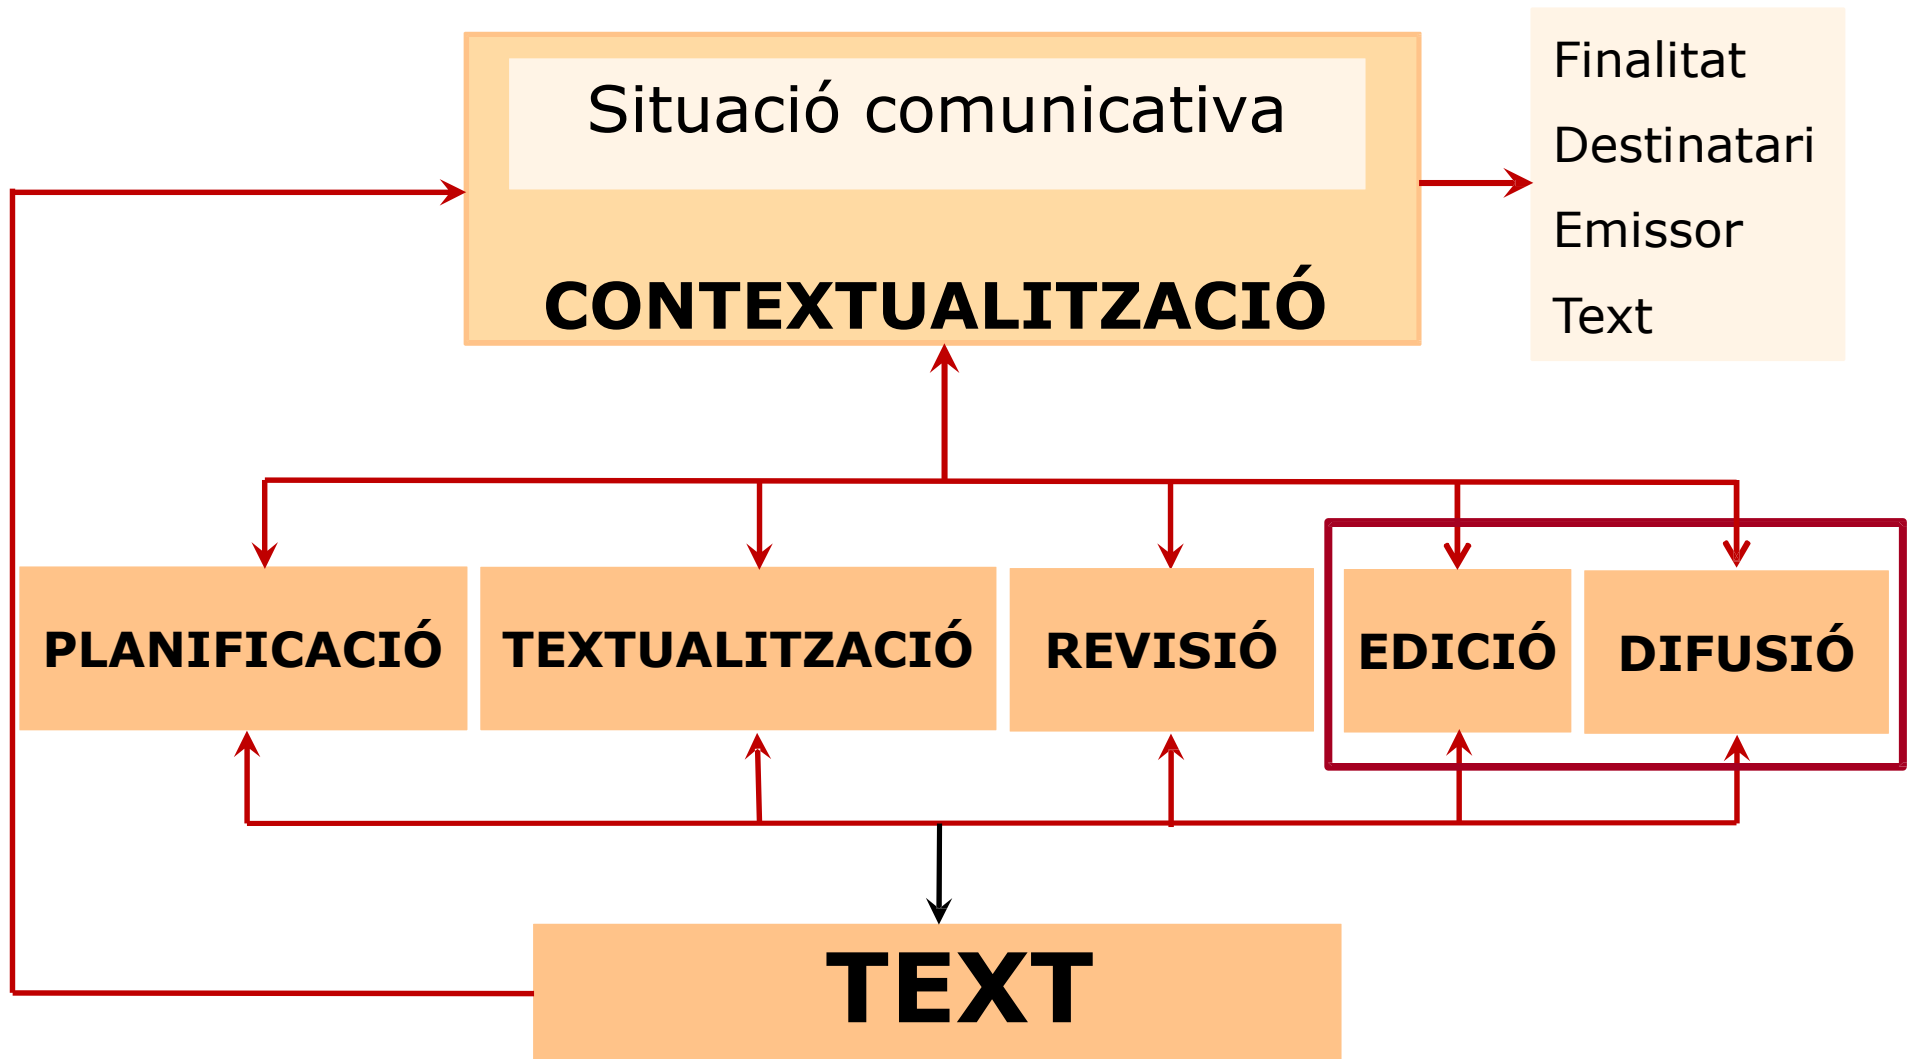 Situació comunicativa
CONTEXTUALITZACIÓ
Finalitat
Destinatari
Emissor
Text
PLANIFICACIÓ
TEXTUALITZACIÓ
REVISIÓ
EDICIÓ
DIFUSIÓ
TEXT